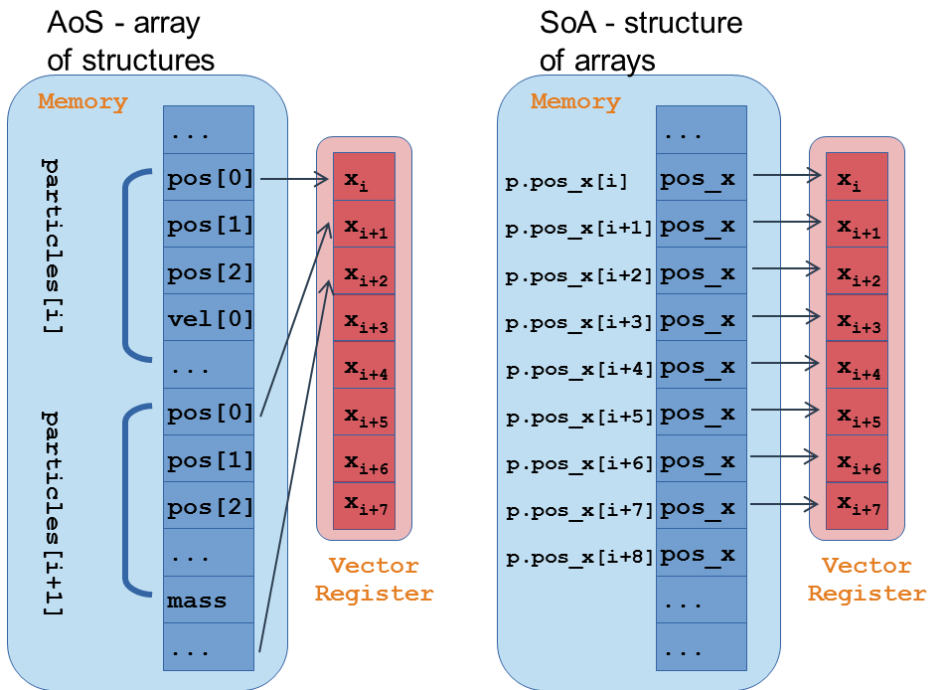 AoS - array
of structures
Memory
particles[i]
particles[i+1]
...
pos[0]
pos[1]
pos[2]
vel[0]
...
pos[0]
pos[1]
pos[2]
...
mass
...
xi
xi+1
xi+2
xi+3
xi+4
xi+5
xi+6
xi+7
Vector
Register
SoA - structure
of arrays
Memory
...
p.pos_x[i] pos_x
p.pos_x[i+1] pos_x
p.pos_x[i+2] pos_x
p.pos_x[i+3] pos_x
p.pos_x[i+4] pos_x
p.pos_x[i+5] pos_x
p.pos_x[i+6] pos_x
p.pos_x[i+7] pos_x
p.pos_x[i+8] pos_x
...
...
xi
xi+1
xi+2
xi+3
xi+4
xi+5
xi+6
xi+7
Vector
Register